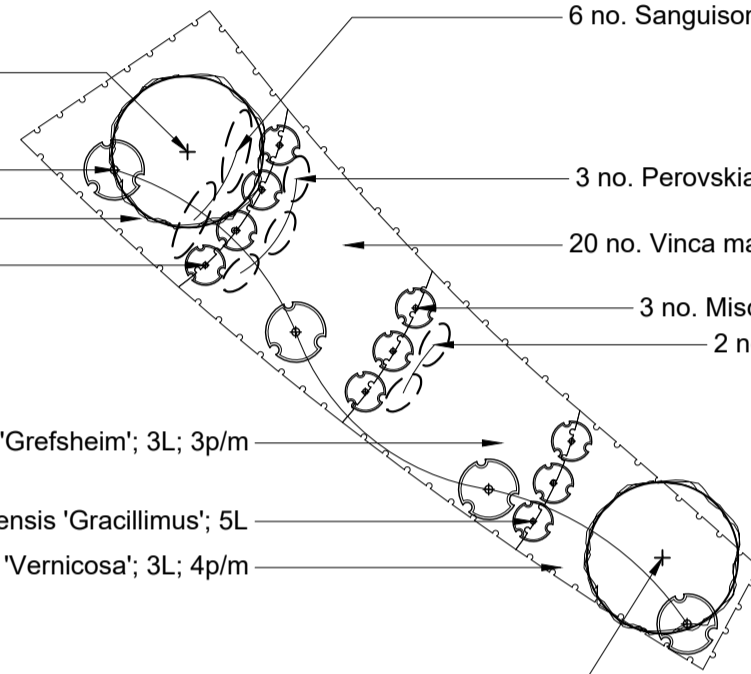 6 no. Sanguisor
3 no. Perovskia
20 no. Vinca ma
3 no. Misc
2 n
'Grefsheim'; 3L; 3p/m
ensis 'Gracillimus'; 5L
'Vernicosa'; 3L; 4p/m